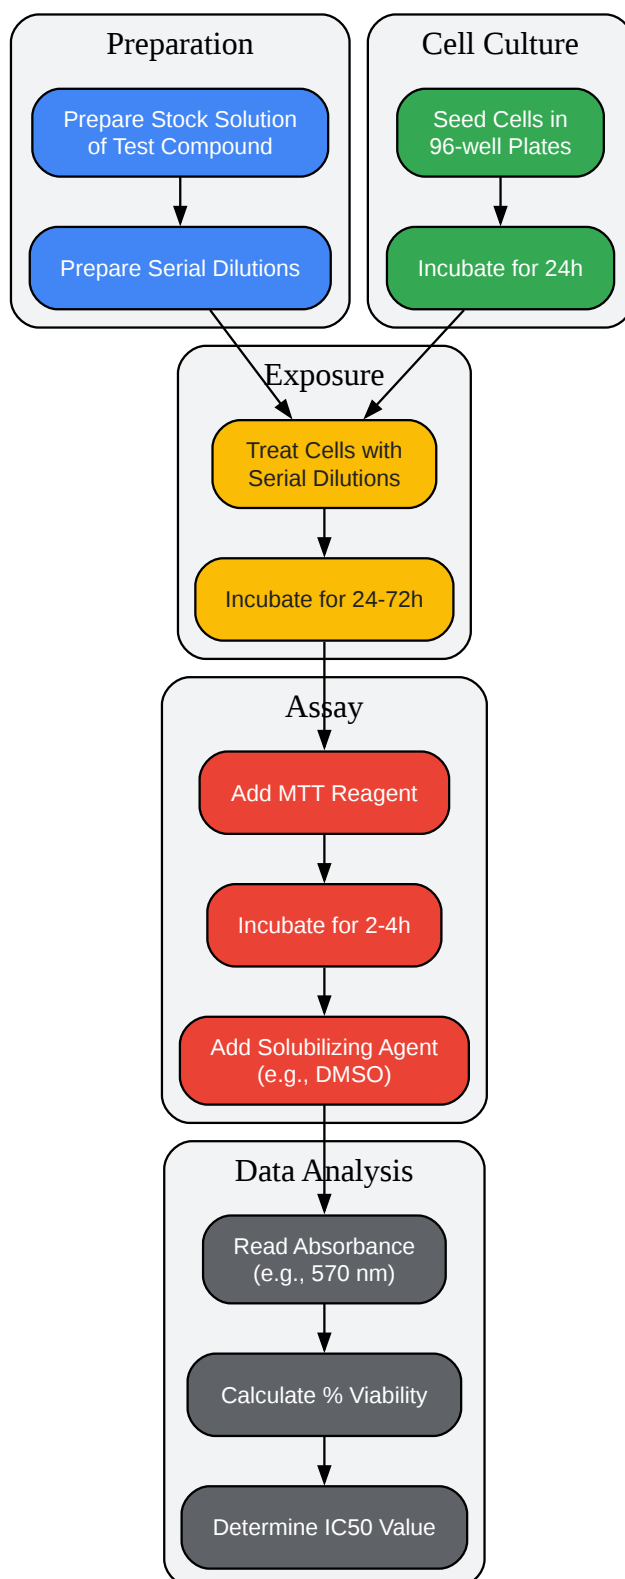 Preparation
Prepare Stock Solution
of Test Compound
Prepare Serial Dilutions
Cell Culture
Seed Cells in
96-well Plates
Incubate for 24h
Exposure
Treat Cells with
Serial Dilutions
Incubate for 24-72h
Assay
Add MTT Reagent
Incubate for 2-4h
Add Solubilizing Agent
(e.g., DMSO)
Data Analysis
Read Absorbance
(e.g., 570 nm)
Calculate % Viability
Determine IC50 Value